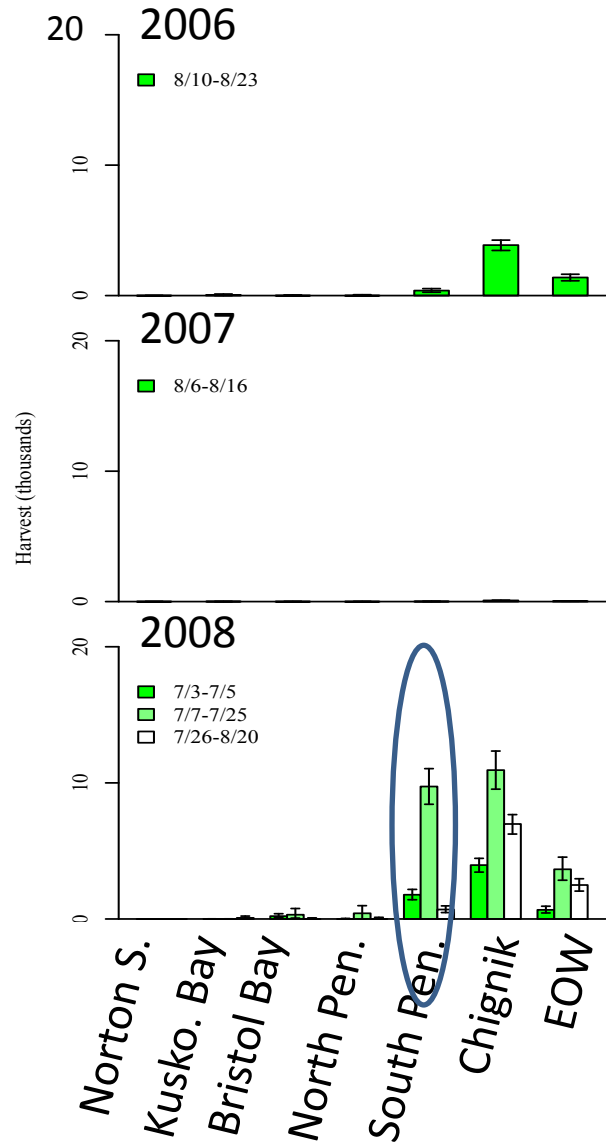 20
2006
8/10-8/23
10
0
20
2007
8/6-8/16
10
0
Harvest (thousands)
20
2008
7/3-7/5
7/7-7/25
7/26-8/20
10
0
Norton S.
Kusko. Bay
Bristol Bay
North Pen.
South Pen.
Chignik
EOW